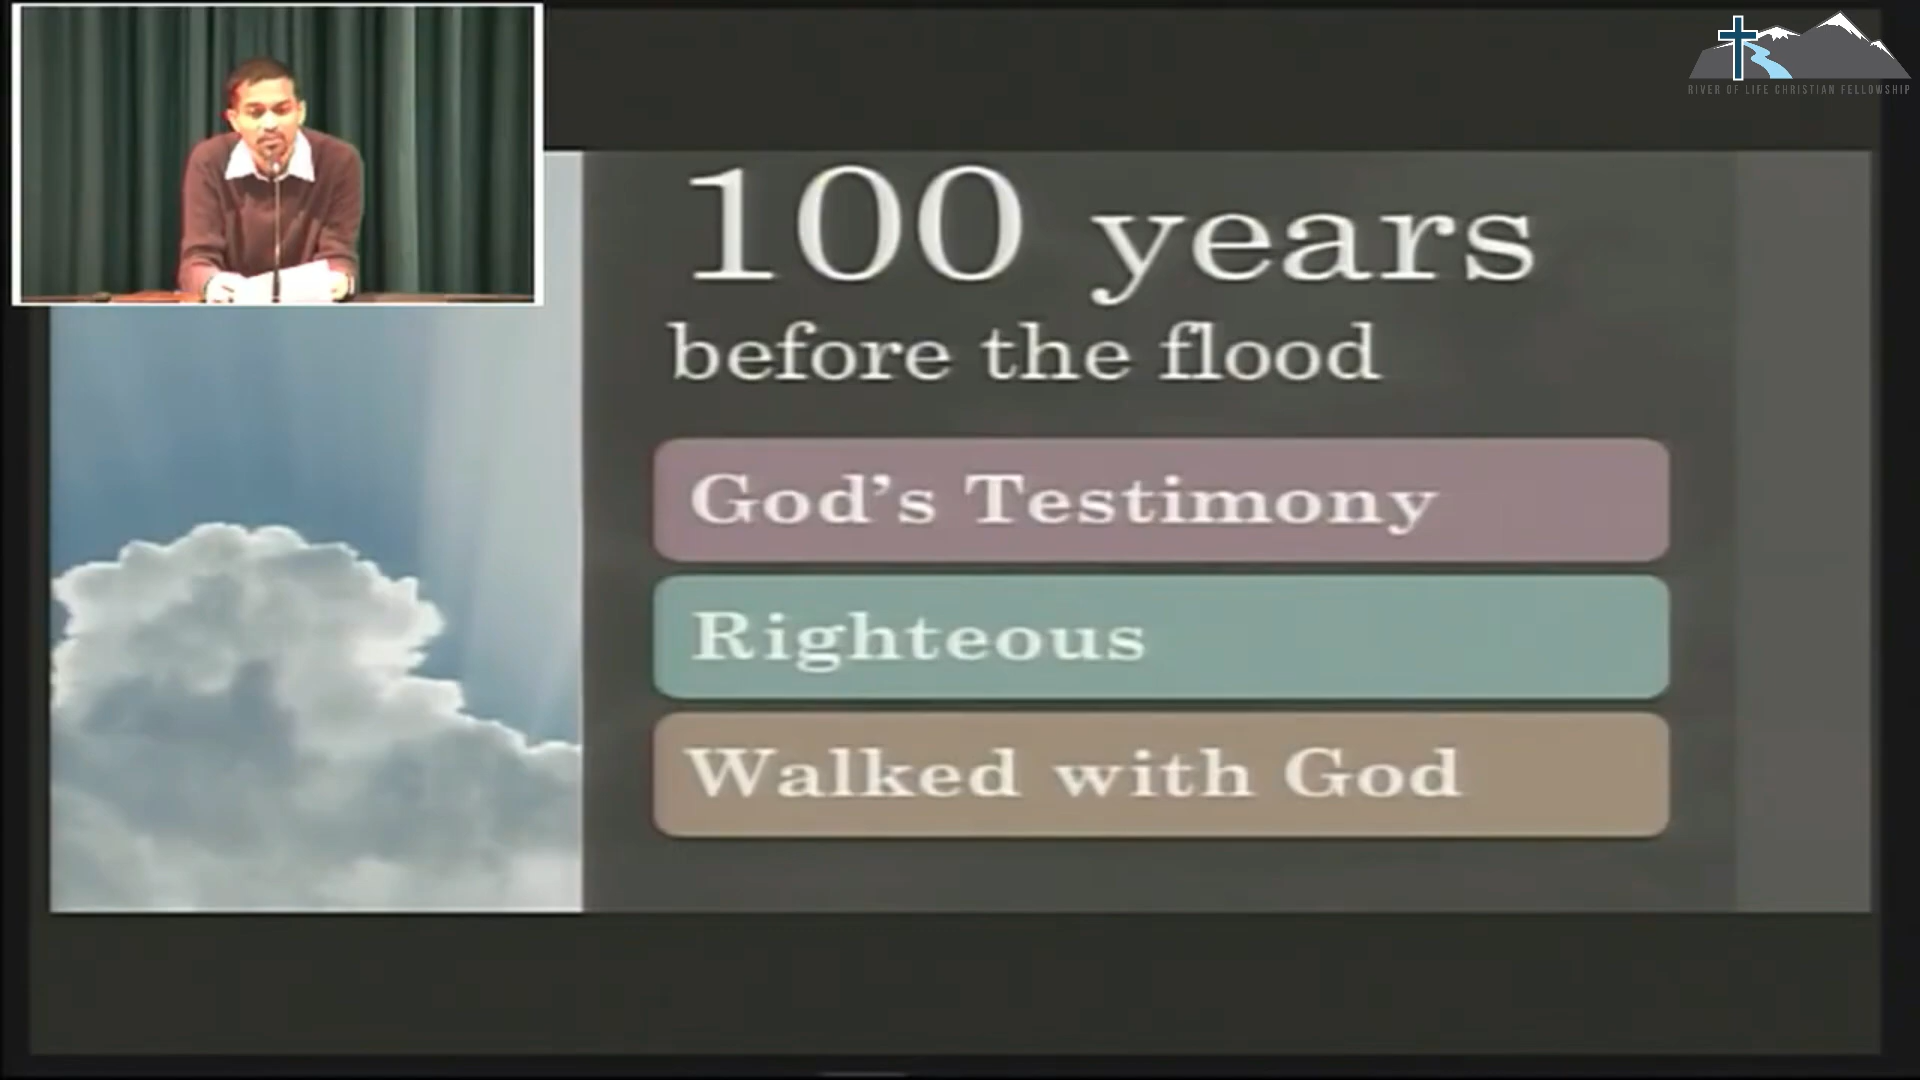 RIVER OF LIFE CHRISTIAN FELLOWSHIP
100 years
before the flood
God's Testimony
Righteous
Walked with God